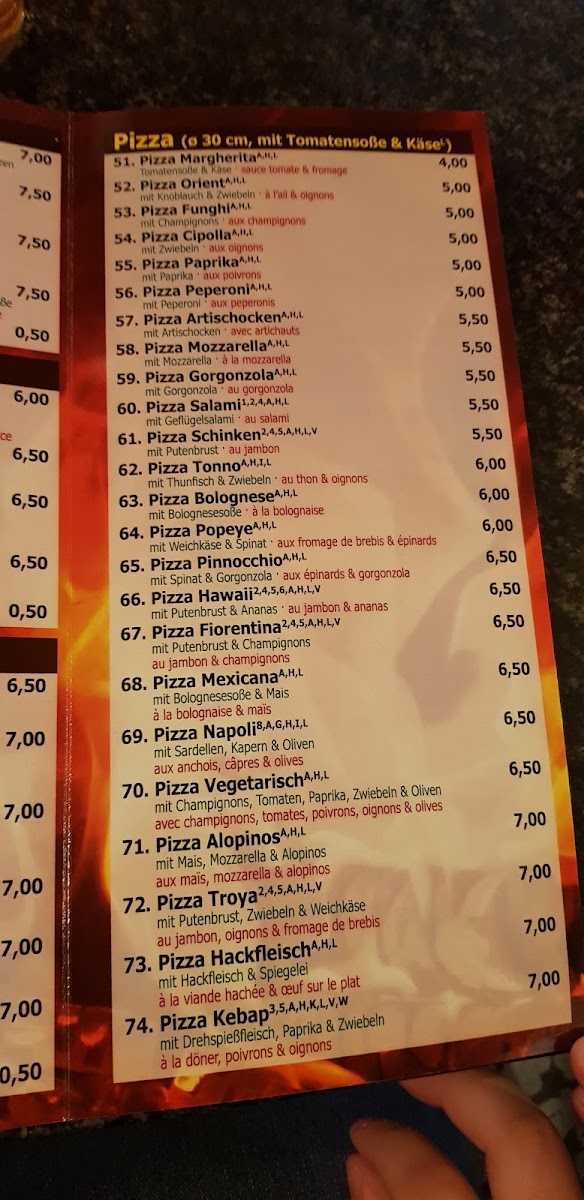 7,00
ren
7,50
7,50
7,50
ße
0,50
6,00
ce
6,50
6,50
6,50
0,50
6,50
7,00
7,00
7,00
7,00
7,00
0,50
Pizza (ø 30 cm, mit Tomatensoße & Käse^L)
51. Pizza Margherita^A,H,L 4,00
Tomatensoße & Käse · sauce tomate & fromage
52. Pizza Orient^A,H,L 5,00
mit Knoblauch & Zwiebeln · à l'ail & oignons
53. Pizza Funghi^A,H,L 5,00
mit Champignons · aux champignons
54. Pizza Cipolla^A,H,L 5,00
mit Zwiebeln · aux oignons
55. Pizza Paprika^A,H,L 5,00
mit Paprika · aux poivrons
56. Pizza Peperoni^A,H,L 5,00
mit Peperoni · aux peperonis
57. Pizza Artischocken^A,H,L 5,50
mit Artischocken · avec artichauts
58. Pizza Mozzarella^A,H,L 5,50
mit Mozzarella · à la mozzarella
59. Pizza Gorgonzola^A,H,L 5,50
mit Gorgonzola · au gorgonzola
60. Pizza Salami^1,2,4,A,H,L 5,50
mit Geflügelsalami · au salami
61. Pizza Schinken^2,4,5,A,H,L,V 5,50
mit Putenbrust · au jambon
62. Pizza Tonno^A,H,I,L 6,00
mit Thunfisch & Zwiebeln · au thon & oignons
63. Pizza Bolognese^A,H,L 6,00
mit Bolognesesoße · à la bolognaise
64. Pizza Popeye^A,H,L 6,00
mit Weichkäse & Spinat · aux fromage de brebis & épinards
65. Pizza Pinnocchio^A,H,L 6,50
mit Spinat & Gorgonzola · aux épinards & gorgonzola
66. Pizza Hawaii^2,4,5,6,A,H,L,V 6,50
mit Putenbrust & Ananas · au jambon & ananas
67. Pizza Fiorentina^2,4,5,A,H,L,V 6,50
mit Putenbrust & Champignons
au jambon & champignons
68. Pizza Mexicana^A,H,L 6,50
mit Bolognesesoße & Mais
à la bolognaise & maïs
69. Pizza Napoli^8,A,G,H,I,L 6,50
mit Sardellen, Kapern & Oliven
aux anchois, câpres & olives
70. Pizza Vegetarisch^A,H,L 6,50
mit Champignons, Tomaten, Paprika, Zwiebeln & Oliven
avec champignons, tomates, poivrons, oignons & olives
71. Pizza Alopinos^A,H,L 7,00
mit Mais, Mozzarella & Alopinos
aux maïs, mozzarella & alopinos
72. Pizza Troya^2,4,5,A,H,L,V 7,00
mit Putenbrust, Zwiebeln & Weichkäse
au jambon, oignons & fromage de brebis
73. Pizza Hackfleisch^A,H,L 7,00
mit Hackfleisch & Spiegelei
à la viande hachée & œuf sur le plat
74. Pizza Kebap^3,5,A,H,K,L,V,W 7,00
mit Drehspießfleisch, Paprika & Zwiebeln
à la döner, poivrons & oignons